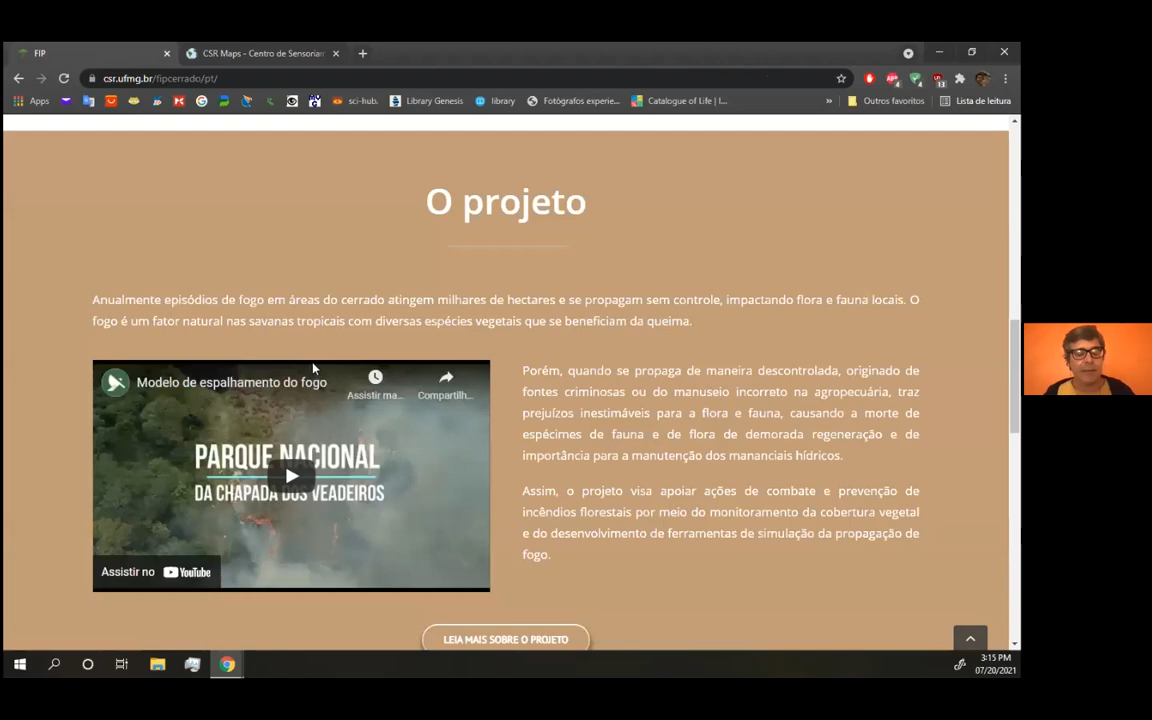 FIP
CSR Maps - Centro de Sensorian
csr.ufmg.br/fipcerrado/pt/
Apps
sci-hub.
Library Genesis
library
Fotógrafos experie...
Catalogue of Life | I...
»
Outros favoritos
Lista de leitura
O projeto
Anualmente episódios de fogo em áreas do cerrado atingem milhares de hectares e se propagam sem controle, impactando flora e fauna locais. O
fogo é um fator natural nas savanas tropicais com diversas espécies vegetais que se beneficiam da queima.
Modelo de espalhamento do fogo
Assistir ma...
Compartilh...
PARQUE NACIONAL
DA CHAPADA DOS VEADEIROS
Assistir no YouTube
Porém, quando se propaga de maneira descontrolada, originado de
fontes criminosas ou do manuseio incorreto na agropecuária, traz
prejuízos inestimáveis para a flora e fauna, causando a morte de
espécimes de fauna e de flora de demorada regeneração e de
importância para a manutenção dos mananciais hídricos.
Assim, o projeto visa apoiar ações de combate e prevenção de
incêndios florestais por meio do monitoramento da cobertura vegetal
e do desenvolvimento de ferramentas de simulação da propagação de
fogo.
LEIA MAIS SOBRE O PROJETO
3:15 PM
07/20/2021